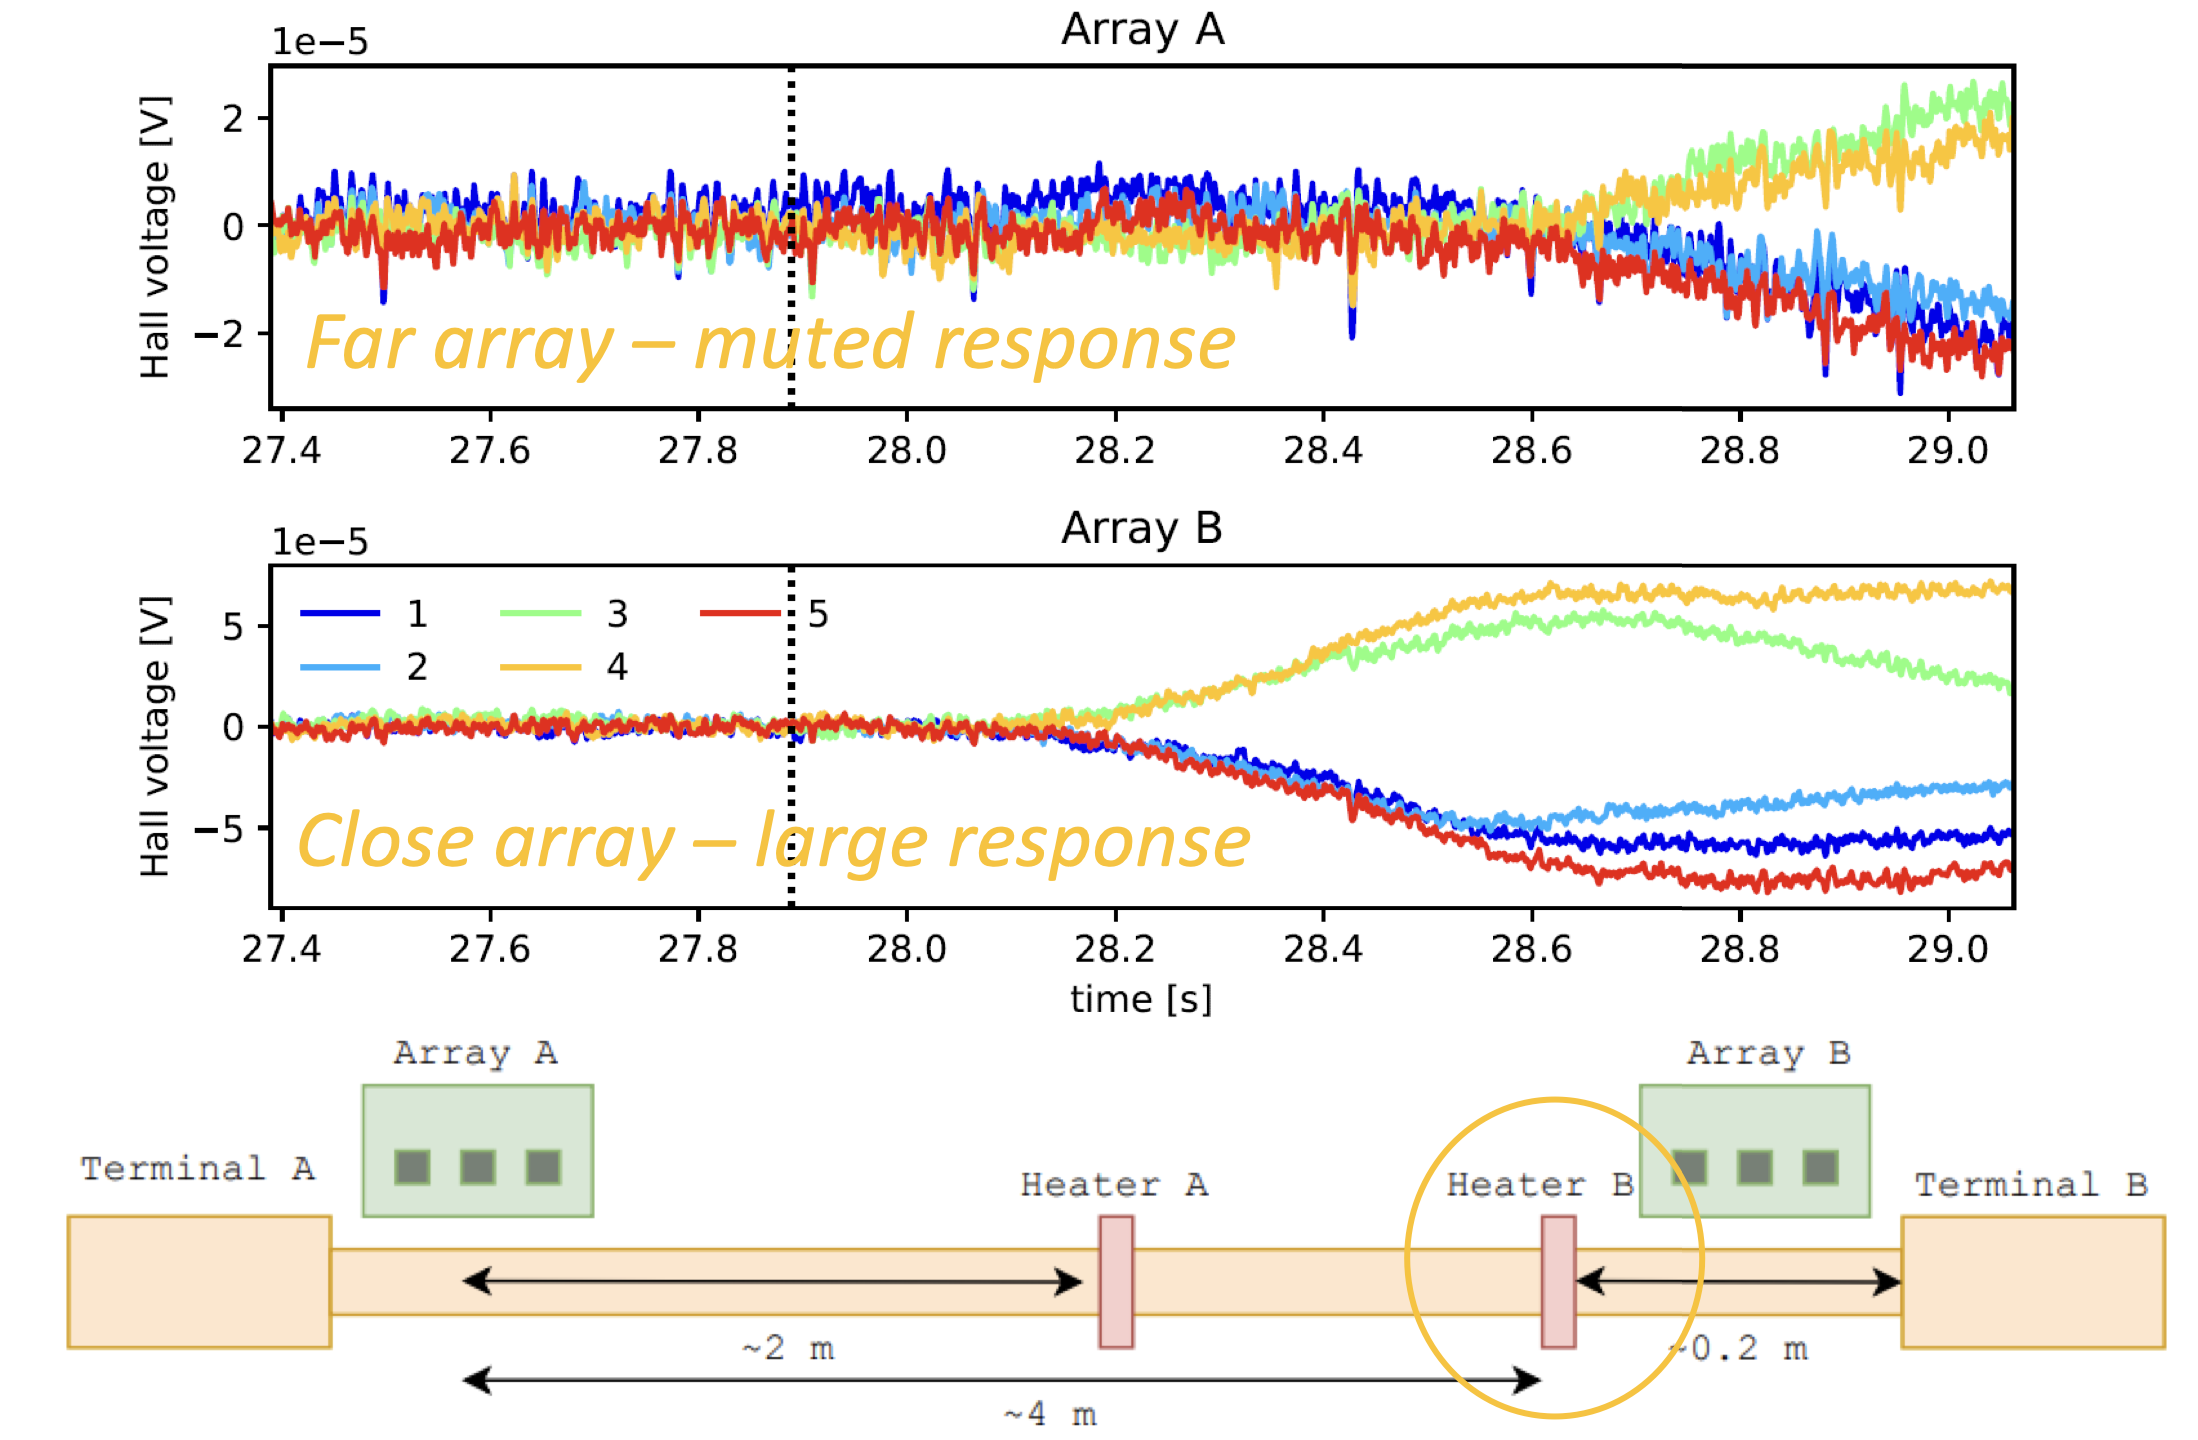 Array A
1e−5
Hall voltage [V]
2
0
−2
Far array – muted response
27.4 27.6 27.8 28.0 28.2 28.4 28.6 28.8 29.0
Array B
1e−5
Hall voltage [V]
5
0
−5
1 3 5
2 4
Close array – large response
27.4 27.6 27.8 28.0 28.2 28.4 28.6 28.8 29.0
time [s]
Array A Array B
Terminal A Heater A Heater B Terminal B
~2 m ~0.2 m
~4 m